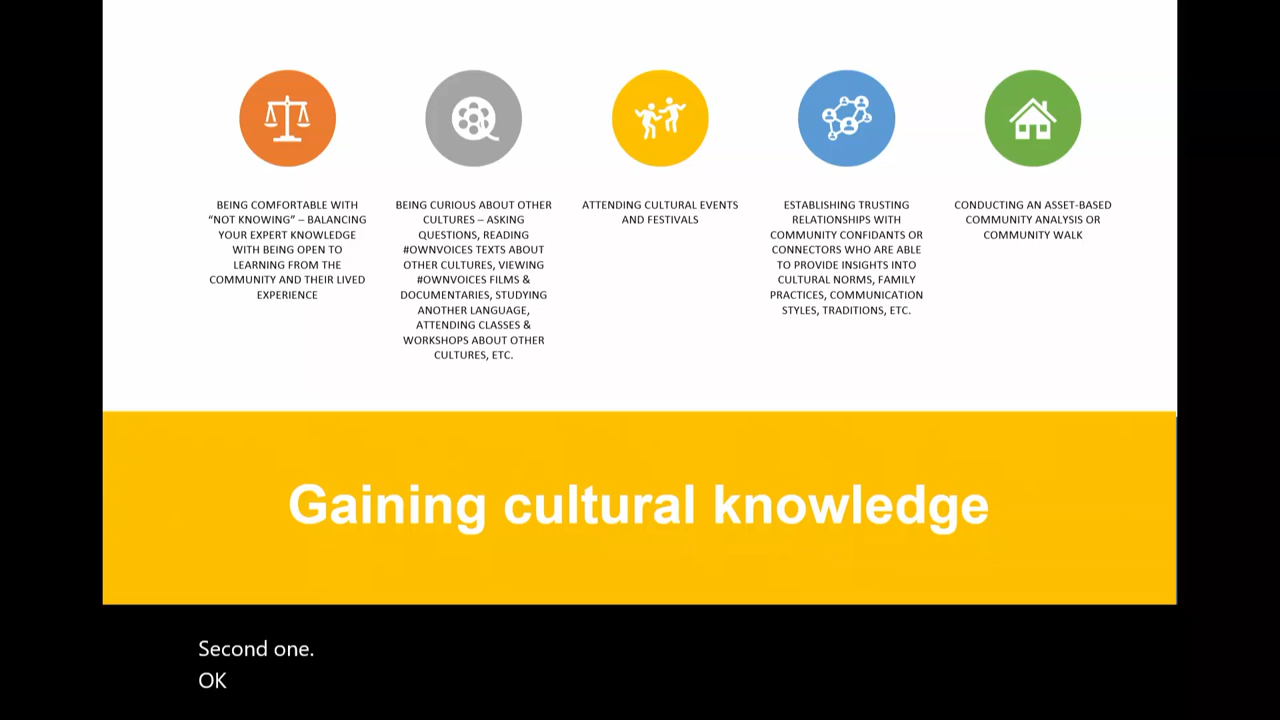 BEING COMFORTABLE WITH
“NOT KNOWING” – BALANCING
YOUR EXPERT KNOWLEDGE
WITH BEING OPEN TO
LEARNING FROM THE
COMMUNITY AND THEIR LIVED
EXPERIENCE
BEING CURIOUS ABOUT OTHER
CULTURES – ASKING
QUESTIONS, READING
#OWNVOICES TEXTS ABOUT
OTHER CULTURES, VIEWING
#OWNVOICES FILMS &
DOCUMENTARIES, STUDYING
ANOTHER LANGUAGE,
ATTENDING CLASSES &
WORKSHOPS ABOUT OTHER
CULTURES, ETC.
ATTENDING CULTURAL EVENTS
AND FESTIVALS
ESTABLISHING TRUSTING
RELATIONSHIPS WITH
COMMUNITY CONFIDANTS OR
CONNECTORS WHO ARE ABLE
TO PROVIDE INSIGHTS INTO
CULTURAL NORMS, FAMILY
PRACTICES, COMMUNICATION
STYLES, TRADITIONS, ETC.
CONDUCTING AN ASSET-BASED
COMMUNITY ANALYSIS OR
COMMUNITY WALK
Gaining cultural knowledge
Second one.
OK